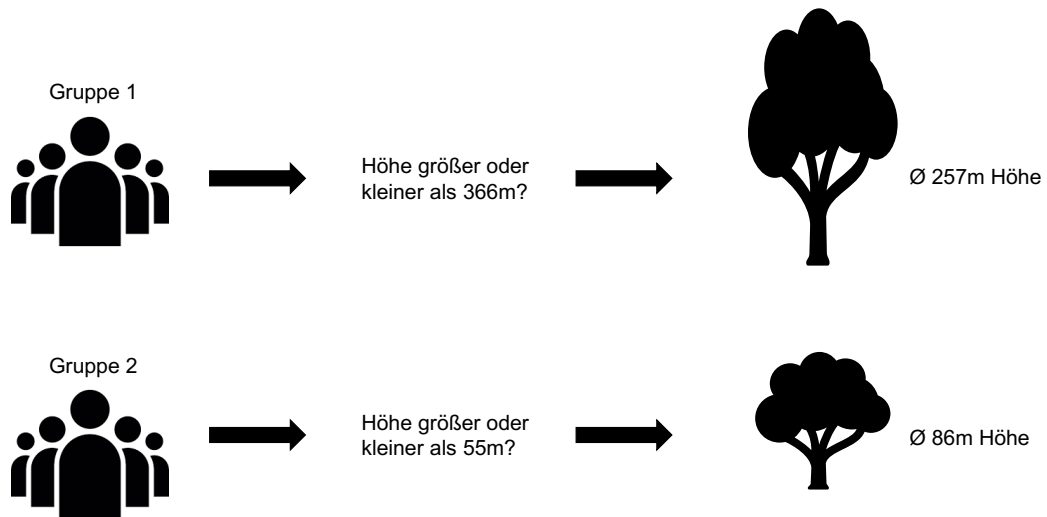 Gruppe 1
Höhe größer oder
kleiner als 366m?
Ø 257m Höhe
Gruppe 2
Höhe größer oder
kleiner als 55m?
Ø 86m Höhe